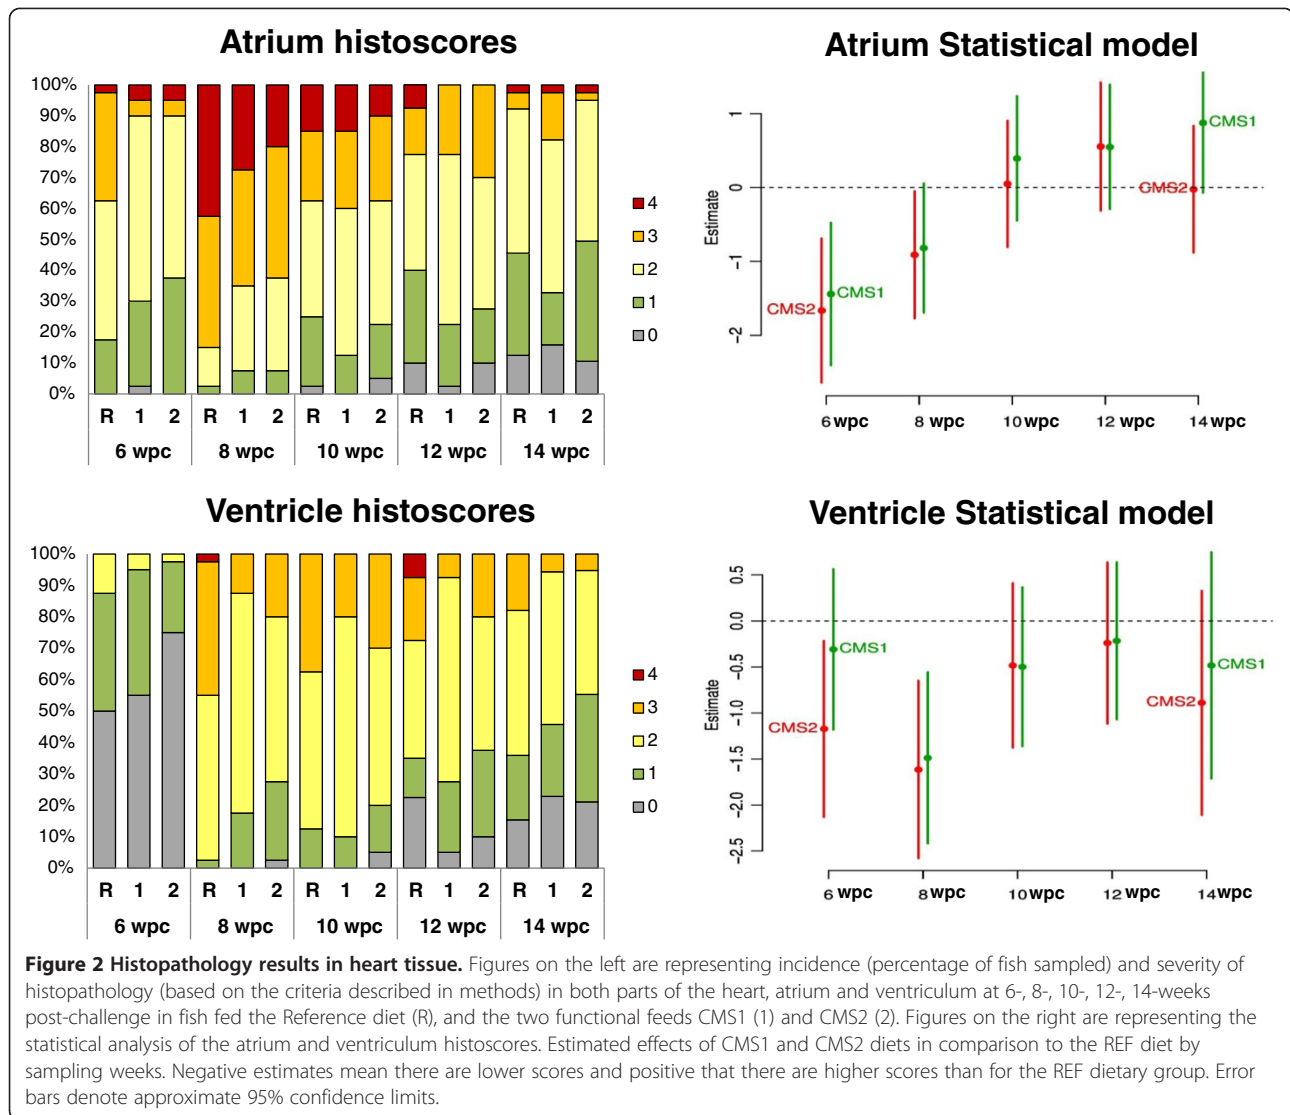 Atrium histoscores
100%
90%
80%
70%
60%
50%
40%
30%
20%
10%
0%
R 1 2 R 1 2 R 1 2 R 1 2 R 1 2
6 wpc 8 wpc 10 wpc 12 wpc 14 wpc
4
3
2
1
0
Atrium Statistical model
Estimate
1
0
-1
-2
CMS2
CMS1
CMS2
CMS1
6 wpc 8 wpc 10 wpc 12 wpc 14 wpc
Ventricle histoscores
100%
90%
80%
70%
60%
50%
40%
30%
20%
10%
0%
R 1 2 R 1 2 R 1 2 R 1 2 R 1 2
6 wpc 8 wpc 10 wpc 12 wpc 14 wpc
4
3
2
1
0
Ventricle Statistical model
Estimate
0.5
0.0
-0.5
-1.0
-1.5
-2.0
-2.5
CMS2
CMS1
CMS2
CMS1
6 wpc 8 wpc 10 wpc 12 wpc 14 wpc
Figure 2 Histopathology results in heart tissue. Figures on the left are representing incidence (percentage of fish sampled) and severity of
histopathology (based on the criteria described in methods) in both parts of the heart, atrium and ventriculum at 6-, 8-, 10-, 12-, 14-weeks
post-challenge in fish fed the Reference diet (R), and the two functional feeds CMS1 (1) and CMS2 (2). Figures on the right are representing the
statistical analysis of the atrium and ventriculum histoscores. Estimated effects of CMS1 and CMS2 diets in comparison to the REF diet by
sampling weeks. Negative estimates mean there are lower scores and positive that there are higher scores than for the REF dietary group. Error
bars denote approximate 95% confidence limits.